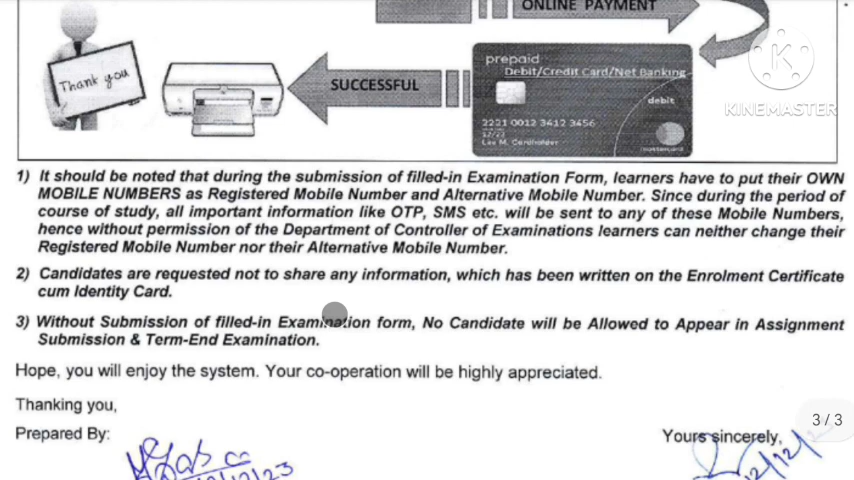 ONLINE PAYMENT
KINEMASTER
Thank you
SUCCESSFUL
prepaid
Debit/Credit Card/Net Banking
debit
2221 0012 3412 3456
12/23
Lee M. Cardholder
mastercard
1) It should be noted that during the submission of filled-in Examination Form, learners have to put their OWN
MOBILE NUMBERS as Registered Mobile Number and Alternative Mobile Number. Since during the period of
course of study, all important information like OTP, SMS etc. will be sent to any of these Mobile Numbers,
hence without permission of the Department of Controller of Examinations learners can neither change their
Registered Mobile Number nor their Alternative Mobile Number.
2) Candidates are requested not to share any information, which has been written on the Enrolment Certificate
cum Identity Card.
3) Without Submission of filled-in Examination form, No Candidate will be Allowed to Appear in Assignment
Submission & Term-End Examination.
Hope, you will enjoy the system. Your co-operation will be highly appreciated.
Thanking you,
3/3
Prepared By:
Yours sincerely,